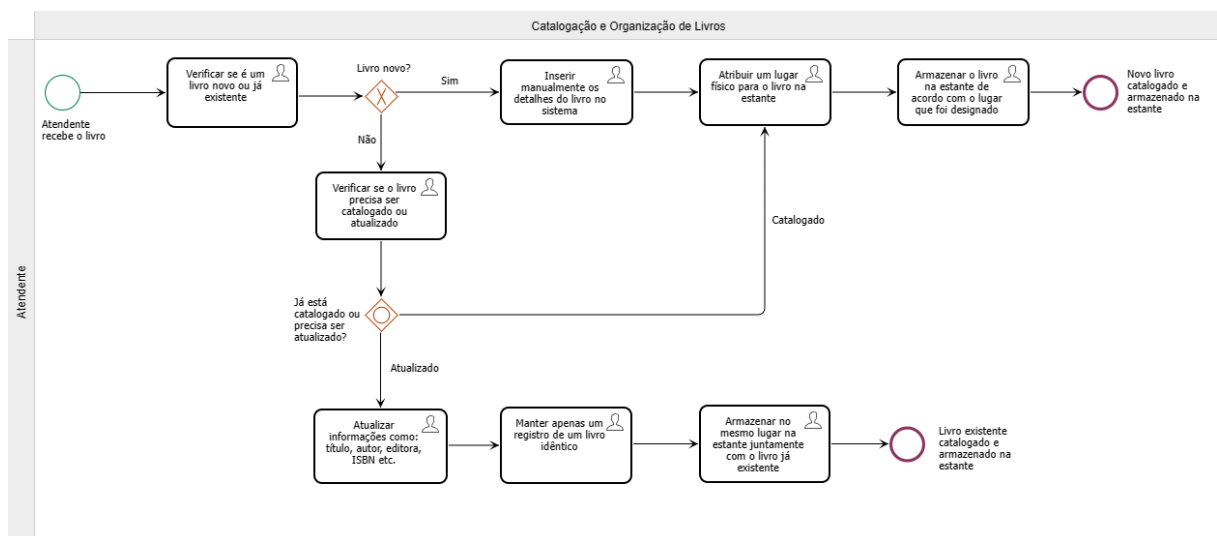 Catalogação e Organização de Livros
Atendente
Atendente
recebe o livro
Verificar se é um
livro novo ou já
existente
Livro novo?
Sim
Inserir
manualmente os
detalhes do livro no
sistema
Atribuir um lugar
físico para o livro na
estante
Armazenar o livro
na estante de
acordo com o lugar
que foi designado
Novo livro
catalogado e
armazenado na
estante
Não
Verificar se o livro
precisa ser
catalogado ou
atualizado
Catalogado
Já está
catalogado ou
precisa ser
atualizado?
Atualizado
Atualizar
informações como:
título, autor, editora,
ISBN etc.
Manter apenas um
registro de um livro
idêntico
Armazenar no
mesmo lugar na
estante juntamente
com o livro já
existente
Livro existente
catalogado e
armazenado na
estante